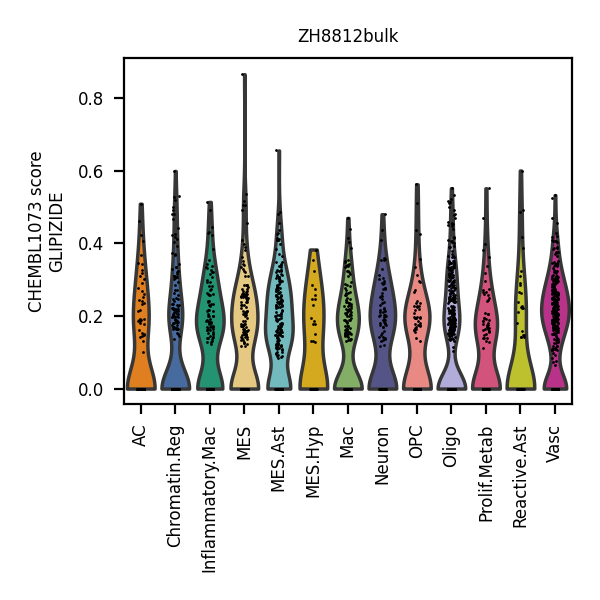 ZH8812bulk
CHEMBL1073 score
GLIPIZIDE
0.8
0.6
0.4
0.2
0.0
AC
Chromatin.Reg
Inflammatory.Mac
MES
MES.Ast
MES.Hyp
Mac
Neuron
OPC
Oligo
Prolif.Metab
Reactive.Ast
Vasc